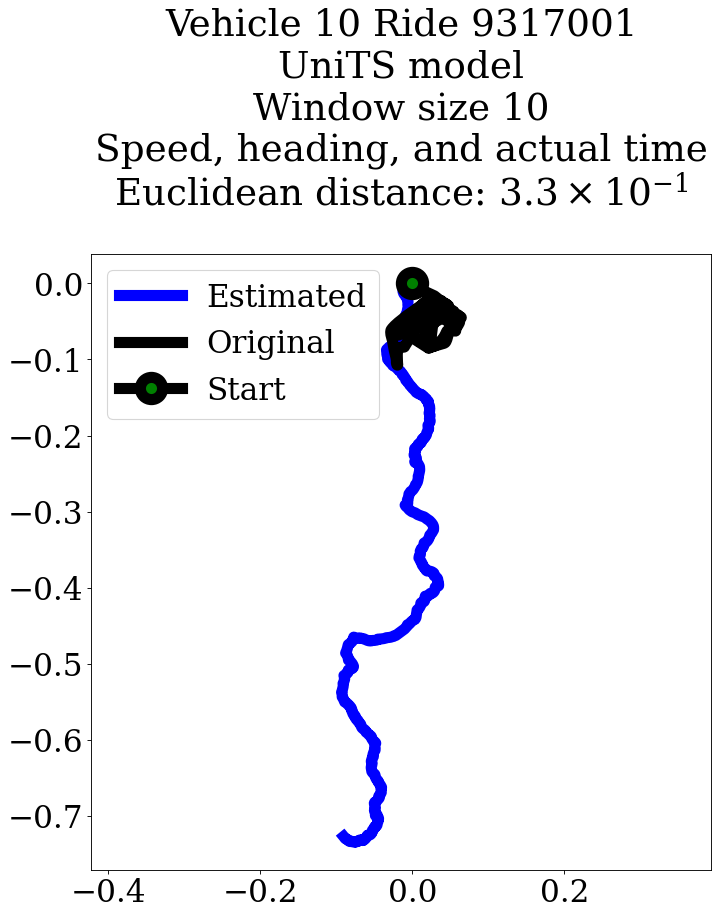 Vehicle 10 Ride 9317001
UniTS model
Window size 10
Speed, heading, and actual time
Euclidean distance: 3.3 × 10⁻¹
Estimated
Original
Start
0.0
−0.1
−0.2
−0.3
−0.4
−0.5
−0.6
−0.7
−0.4 −0.2 0.0 0.2